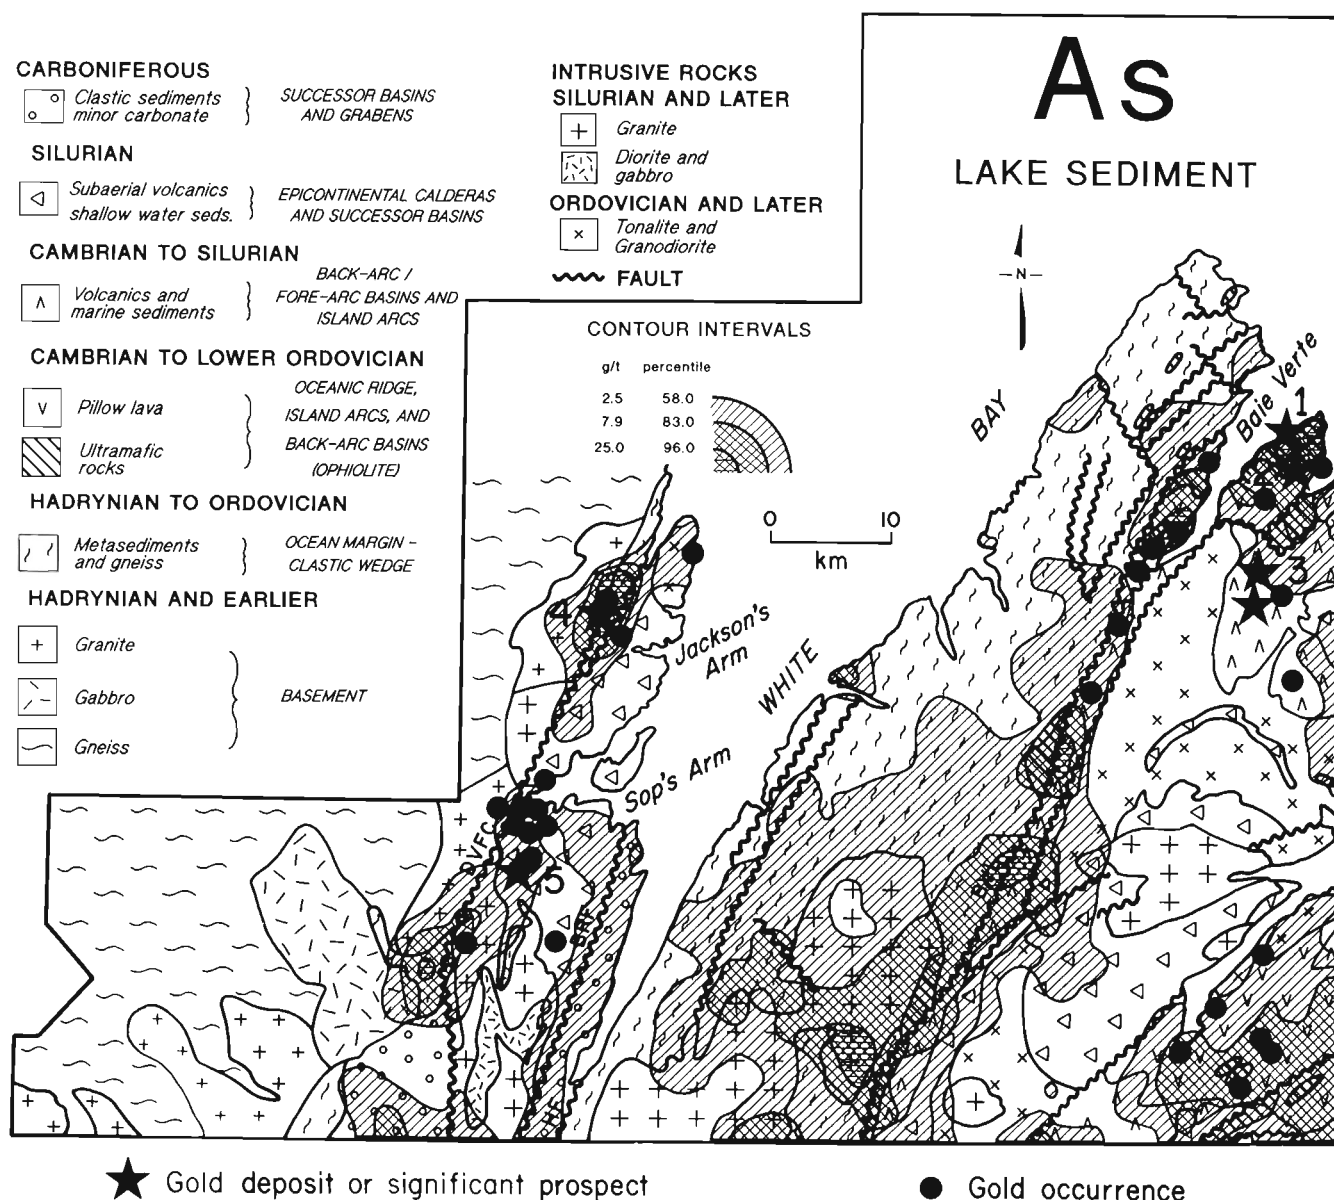 CARBONIFEROUS
Clastic sediments
minor carbonate
SUCCESSOR BASINS
AND GRABENS
SILURIAN
Subaerial volcanics
shallow water seds.
EPICONTINENTAL CALDERAS
AND SUCCESSOR BASINS
CAMBRIAN TO SILURIAN
Volcanics and
marine sediments
BACK-ARC /
FORE-ARC BASINS AND
ISLAND ARCS
CAMBRIAN TO LOWER ORDOVICIAN
Pillow lava
Ultramafic
rocks
OCEANIC RIDGE,
ISLAND ARCS, AND
BACK-ARC BASINS
(OPHIOLITE)
HADRYNIAN TO ORDOVICIAN
Metasediments
and gneiss
OCEAN MARGIN -
CLASTIC WEDGE
HADRYNIAN AND EARLIER
Granite
Gabbro
Gneiss
BASEMENT
INTRUSIVE ROCKS
SILURIAN AND LATER
Granite
Diorite and
gabbro
ORDOVICIAN AND LATER
Tonalite and
Granodiorite
FAULT
As
LAKE SEDIMENT
N
CONTOUR INTERVALS
g/t percentile
2.5 58.0
7.9 83.0
25.0 96.0
0 10
km
BAY
WHITE
Baie Verte
Jackson's
Arm
Sop's Arm
1
3
4
5
Gold deposit or significant prospect
Gold occurrence